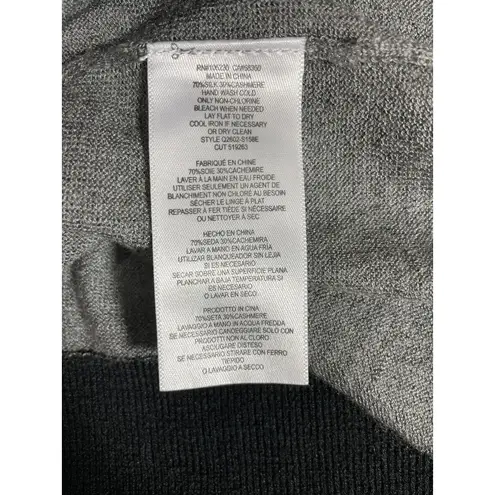 RN#106230 CA#58350
MADE IN CHINA
70%SILK 30%CASHMERE
HAND WASH COLD
ONLY NON-CHLORINE
BLEACH WHEN NEEDED
LAY FLAT TO DRY
COOL IRON IF NECESSARY
OR DRY CLEAN
STYLE Q2602-S158E
CUT 519263
FABRIQUÉ EN CHINE
70%SOIE 30%CASHEMIRE
LAVER À LA MAIN EN EAU FROIDE
UTILISER SEULEMENT UN AGENT DE
BLANCHIMENT NON CHLORÉ AU BESOIN
SÉCHER LE LINGE À PLAT
REPASSER À FER TIÈDE SI NÉCESSAIRE
OU NETTOYER À SEC
HECHO EN CHINA
70%SEDA 30%CACHEMIRA
LAVAR A MANO EN AGUA FRÍA
UTILIZAR BLANQUEADOR SIN LEJIA
SI ES NECESARIO
SECAR SOBRE UNA SUPERFICIE PLANA
PLANCHAR A BAJA TEMPERATURA SI
ES NECESARIO
O LAVAR EN SECO
PRODOTTO IN CINA
70%SETA 30%CASHMERE
LAVAGGIO A MANO IN ACQUA FREDDA
SE NECESSARIO CANDEGGIARE SOLO CON
PRODOTTI NON AL CLORO
ASCIUGARE DISTESO
SE NECESSARIO STIRARE CON FERRO
TIEPIDO
O LAVAGGIO A SECCO